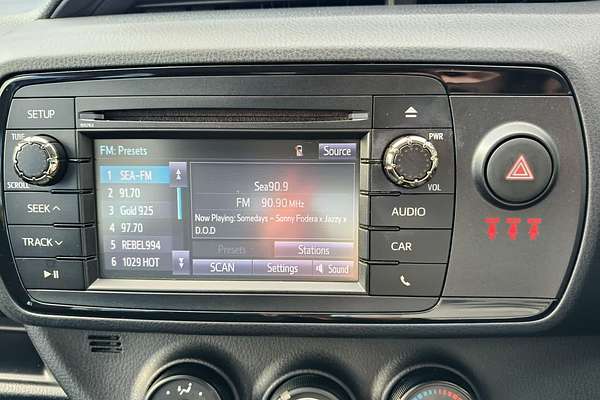 SETUP
TUNE
SCROLL
SEEK
TRACK
FM: Presets
Source
1 SEA-FM
2 91.70
3 Gold 925
4 97.70
5 REBEL994
6 1029 HOT
Sea90.9
FM 90.90 MHz
Now Playing: Somedays - Sonny Fodera x Jazzy x
D.O.D
Presets Stations
SCAN Settings Sound
PWR
VOL
AUDIO
CAR